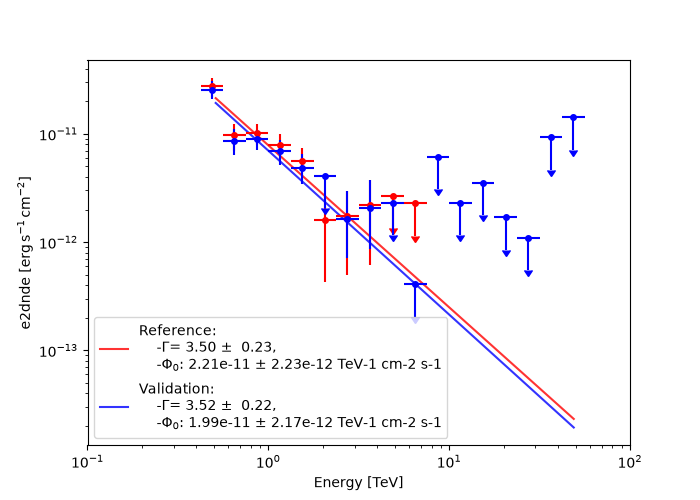 e2dnde [erg s⁻¹ cm⁻²]
10⁻¹¹
10⁻¹²
10⁻¹³
Reference:
-Γ= 3.50 ± 0.23,
-Φ₀: 2.21e-11 ± 2.23e-12 TeV-1 cm-2 s-1
Validation:
-Γ= 3.52 ± 0.22,
-Φ₀: 1.99e-11 ± 2.17e-12 TeV-1 cm-2 s-1
10⁻¹ 10⁰ 10¹ 10²
Energy [TeV]